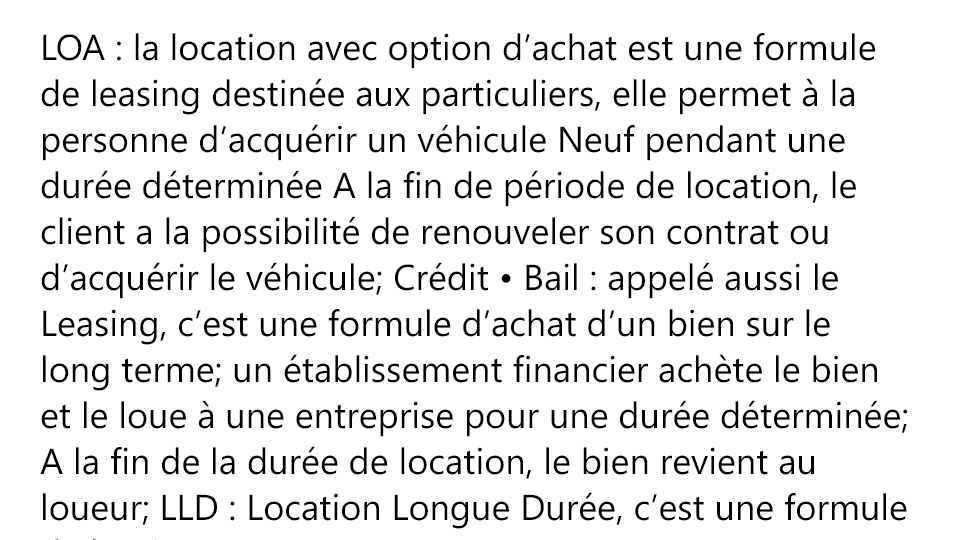 LOA : la location avec option d’achat est une formule
de leasing destinée aux particuliers, elle permet à la
personne d’acquérir un véhicule Neuf pendant une
durée déterminée A la fin de période de location, le
client a la possibilité de renouveler son contrat ou
d’acquérir le véhicule; Crédit • Bail : appelé aussi le
Leasing, c’est une formule d’achat d’un bien sur le
long terme; un établissement financier achète le bien
et le loue à une entreprise pour une durée déterminée;
A la fin de la durée de location, le bien revient au
loueur; LLD : Location Longue Durée, c’est une formule